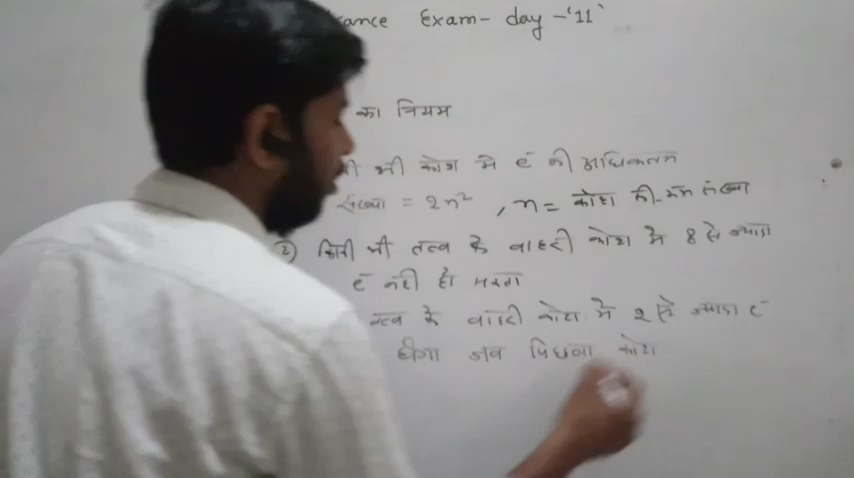 ance Exam- day -'11'
का नियम
भी कोश में e⁻ की अधिकतम
संख्या = 2n² , n = कोश की क्रम संख्या
2) किसी भी तत्व के बाहरी कोश में 8 से ज्यादा
e⁻ नहीं हो सकता
तत्व के बाहरी कोश में 2 से ज्यादा e⁻
होगा जब पिछला कोश